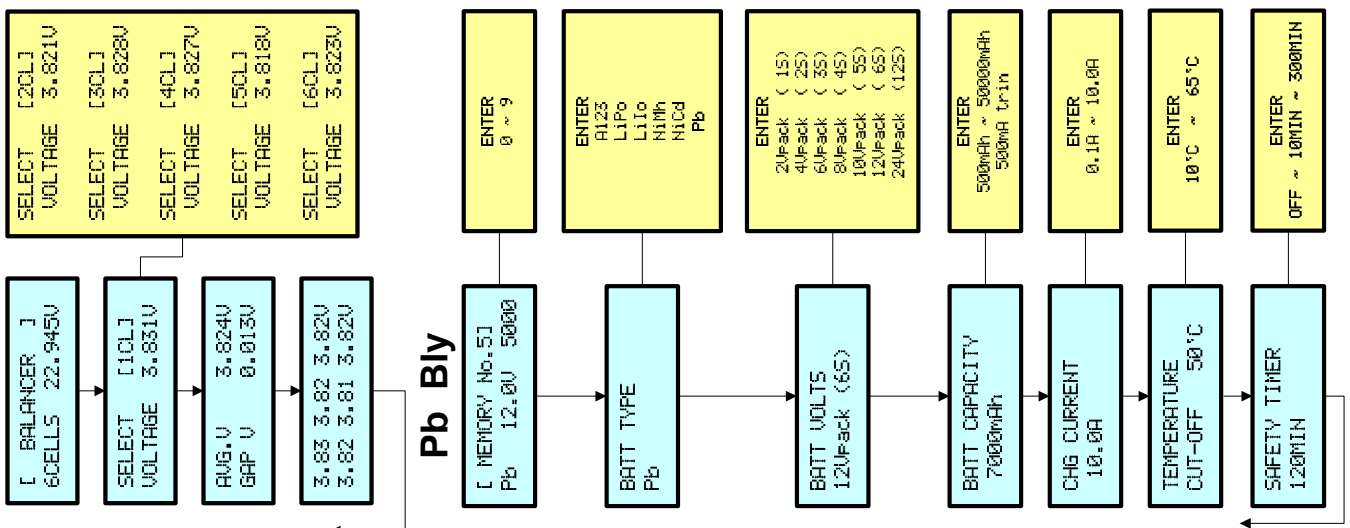 [ BALANCER ]
6CELLS 22.945V
SELECT [1CL]
VOLTAGE 3.831V
SELECT [2CL]
VOLTAGE 3.821V
SELECT [3CL]
VOLTAGE 3.828V
SELECT [4CL]
VOLTAGE 3.827V
SELECT [5CL]
VOLTAGE 3.818V
SELECT [6CL]
VOLTAGE 3.823V
AVG.V 3.824V
GAP V 0.013V
3.83 3.82 3.82V
3.82 3.81 3.82V
Pb Bly
[ MEMORY No.5]
Pb 12.0V 5000
ENTER
0 ~ 9
BATT TYPE
Pb
ENTER
A123
LiPo
LiIo
NiMh
NiCd
Pb
BATT VOLTS
12Vpack (6S)
ENTER
2Vpack ( 1S)
4Vpack ( 2S)
6Vpack ( 3S)
8Vpack ( 4S)
10Vpack ( 5S)
12Vpack ( 6S)
24Vpack (12S)
BATT CAPACITY
7000mAh
ENTER
500mAh ~ 50000mAh
500mA trin
CHG CURRENT
10.0A
ENTER
0.1A ~ 10.0A
TEMPERATURE
CUT-OFF 50°C
ENTER
10°C ~ 65°C
SAFETY TIMER
120MIN
ENTER
OFF ~ 10MIN ~ 300MIN